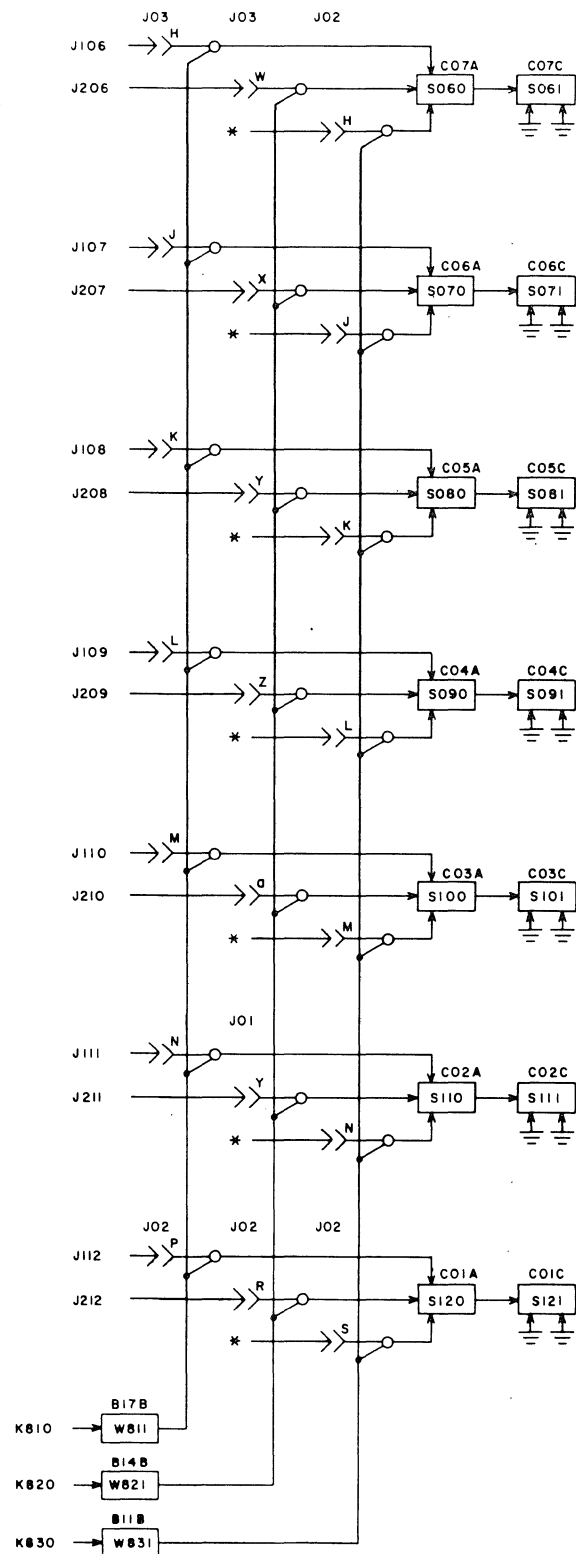 J03 J03 J02
J106 H
C07A C07C
J206 W S060 S061
* H
J107 J
C06A C06C
J207 X S070 S071
* J
J108 K
C05A C05C
J208 Y S080 S081
* K
J109 L
C04A C04C
J209 Z S090 S091
* L
J110 M
C03A C03C
J210 a S100 S101
* M
J01
J111 N
C02A C02C
J211 Y S110 S111
* N
J02 J02 J02
J112 P
C01A C01C
J212 R S120 S121
* S
B17B
K810 W811
B14B
K820 W821
B11B
K830 W831